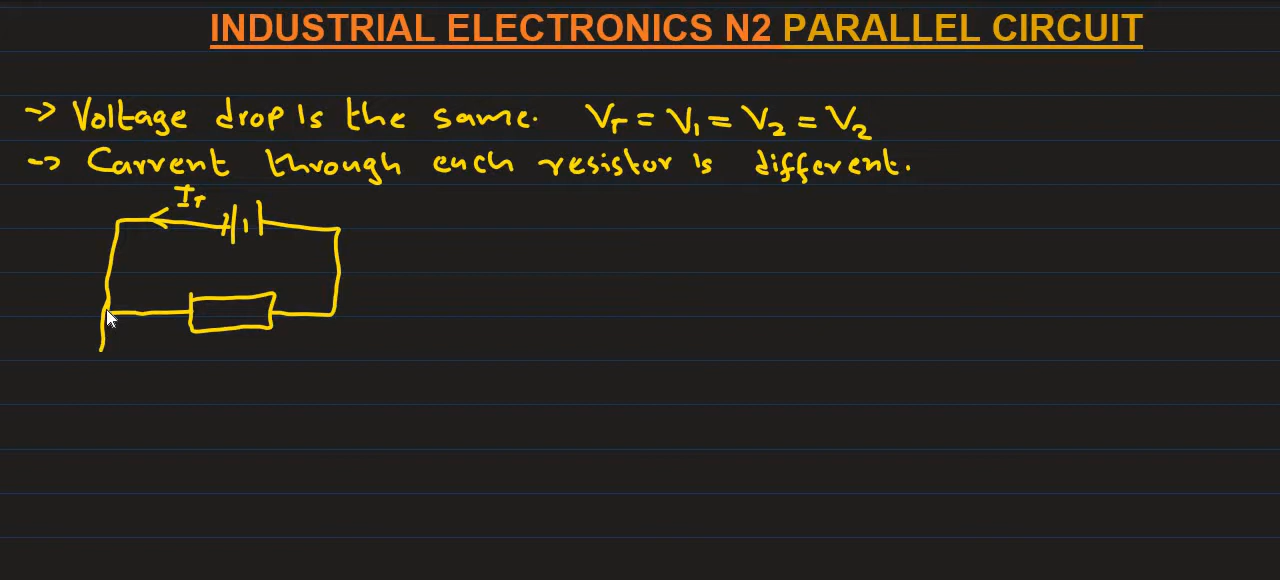 INDUSTRIAL ELECTRONICS N2 PARALLEL CIRCUIT
-> Voltage drop Is the same. VT = V1 = V2 = V2
-> Current through each resistor is different.
IT